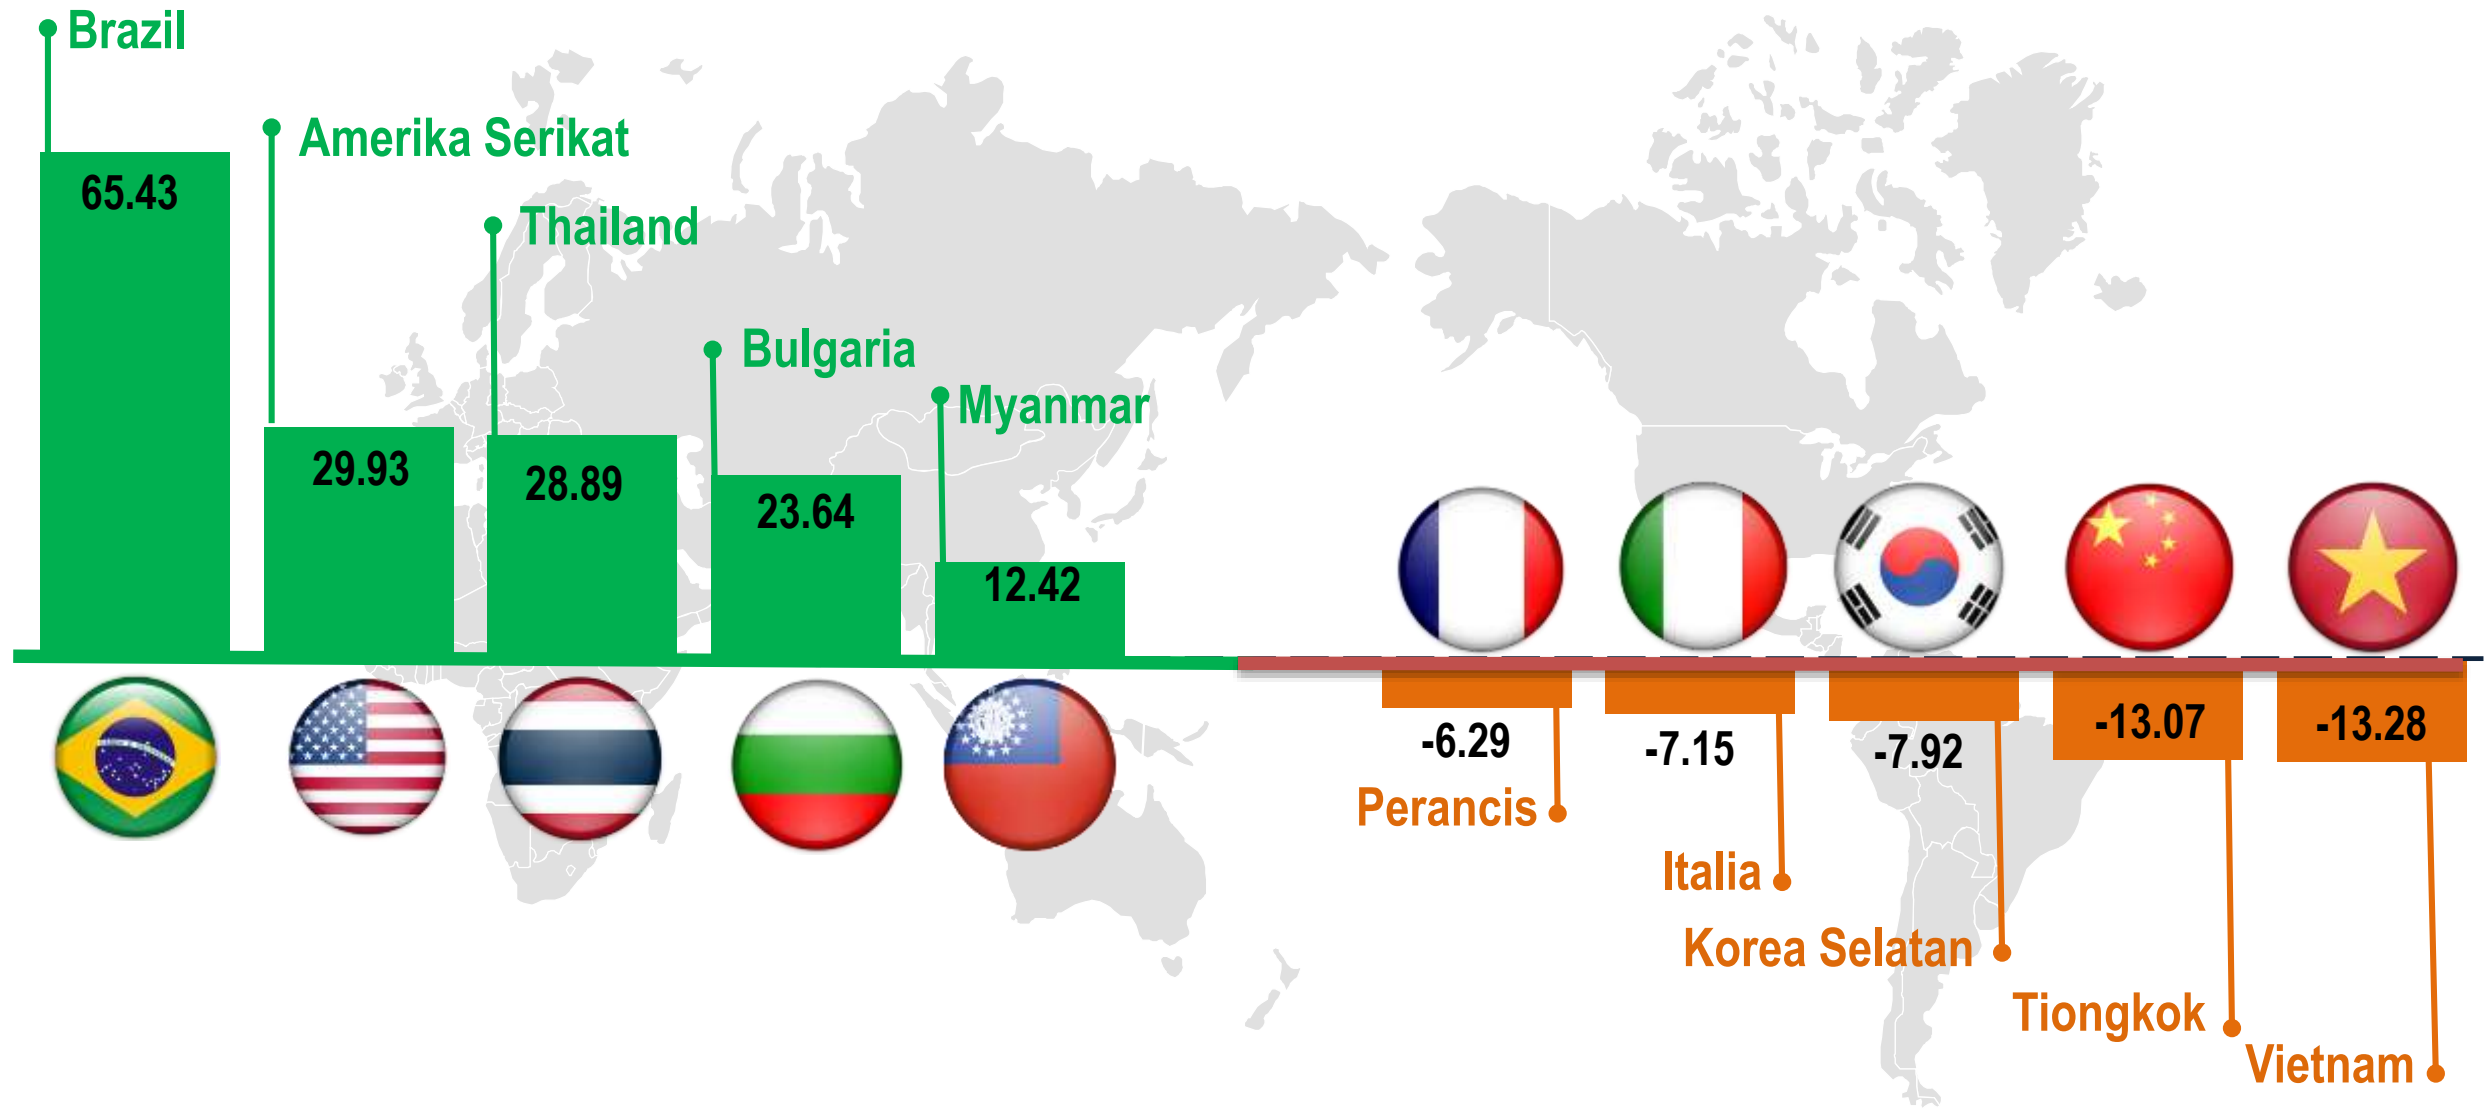 Brazil
65.43
Amerika Serikat
29.93
Thailand
28.89
Bulgaria
23.64
Myanmar
12.42
-6.29
Perancis
-7.15
Italia
-7.92
Korea Selatan
-13.07
Tiongkok
-13.28
Vietnam